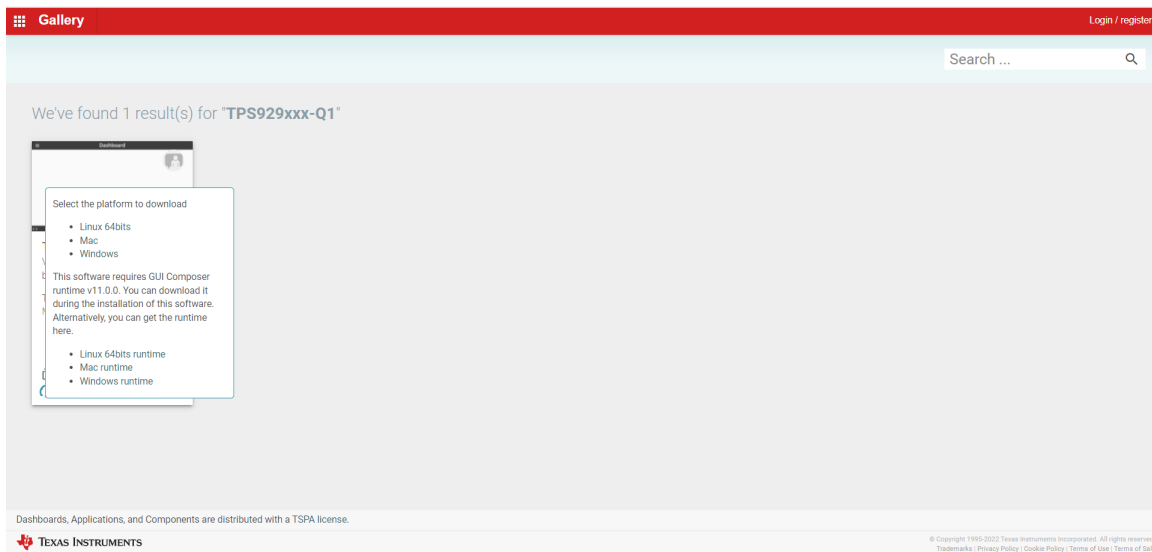 Gallery
Login / register
Search ...
We've found 1 result(s) for "TPS929xxx-Q1"
Dashboard
Select the platform to download
Linux 64bits
Mac
Windows
This software requires GUI Composer
runtime v11.0.0. You can download it
during the installation of this software.
Alternatively, you can get the runtime
here.
Linux 64bits runtime
Mac runtime
Windows runtime
Dashboards, Applications, and Components are distributed with a TSPA license.
TEXAS INSTRUMENTS
© Copyright 1995-2022 Texas Instruments Incorporated. All rights reserved
Trademarks | Privacy Policy | Cookie Policy | Terms of Use | Terms of Sal